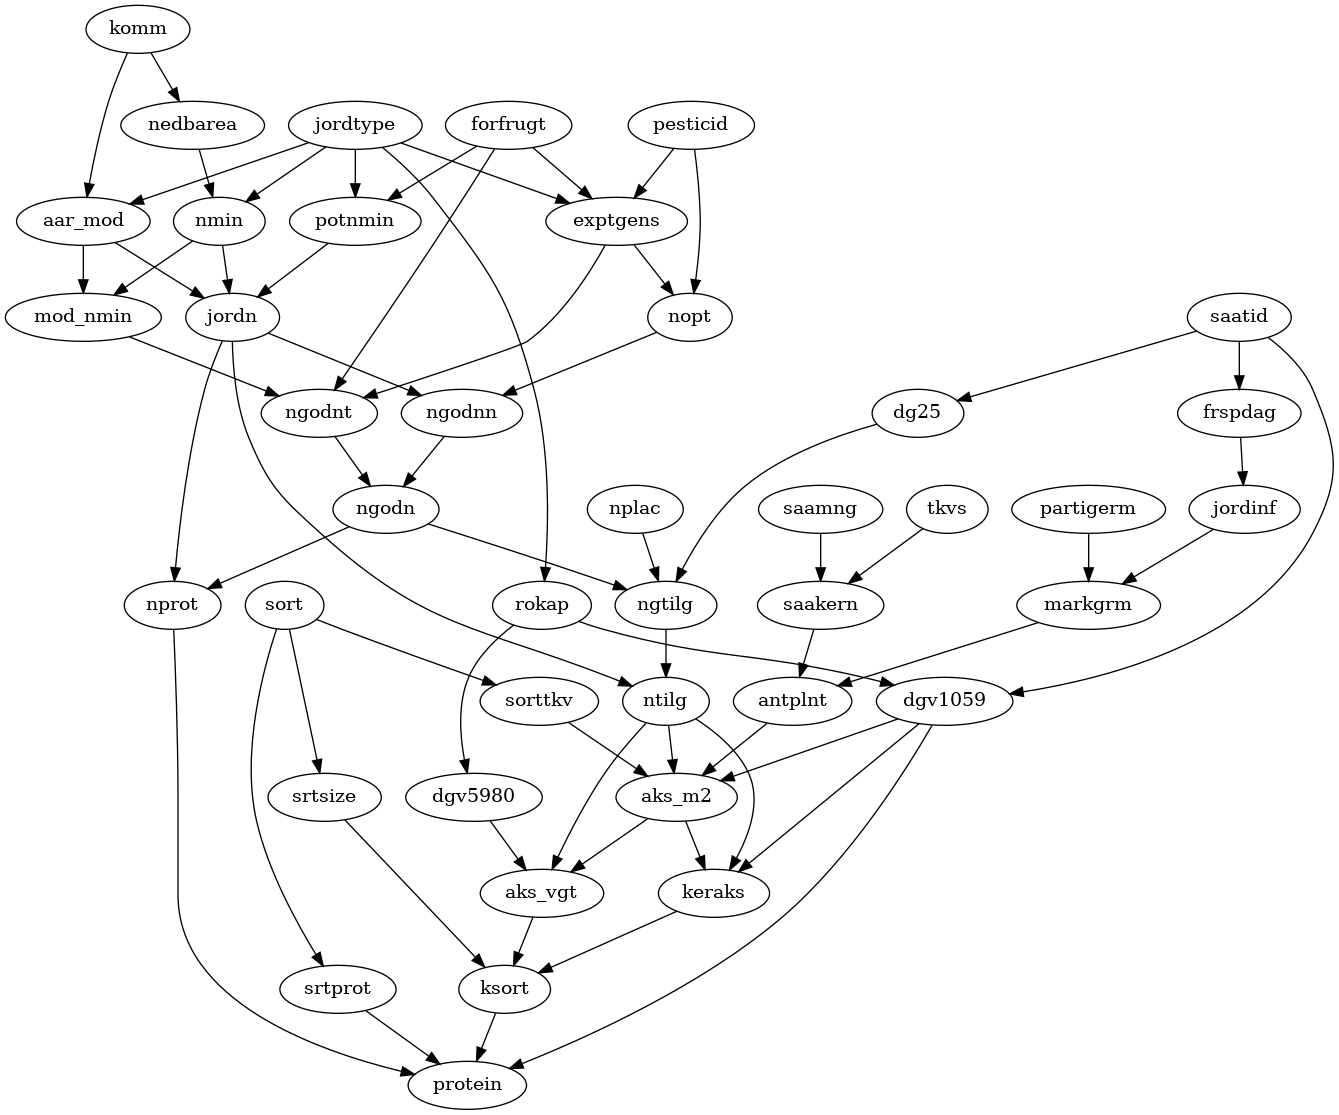 komm
nedbarea
jordtype
forfrugt
pesticid
aar_mod
nmin
potnmin
exptgens
mod_nmin
jordn
nopt
saatid
ngodnt
ngodnn
dg25
frspdag
ngodn
nplac
saamng
tkvs
partigerm
jordinf
nprot
sort
rokap
ngtilg
saakern
markgrm
sorttkv
ntilg
antplnt
dgv1059
srtsize
dgv5980
aks_m2
aks_vgt
keraks
srtprot
ksort
protein